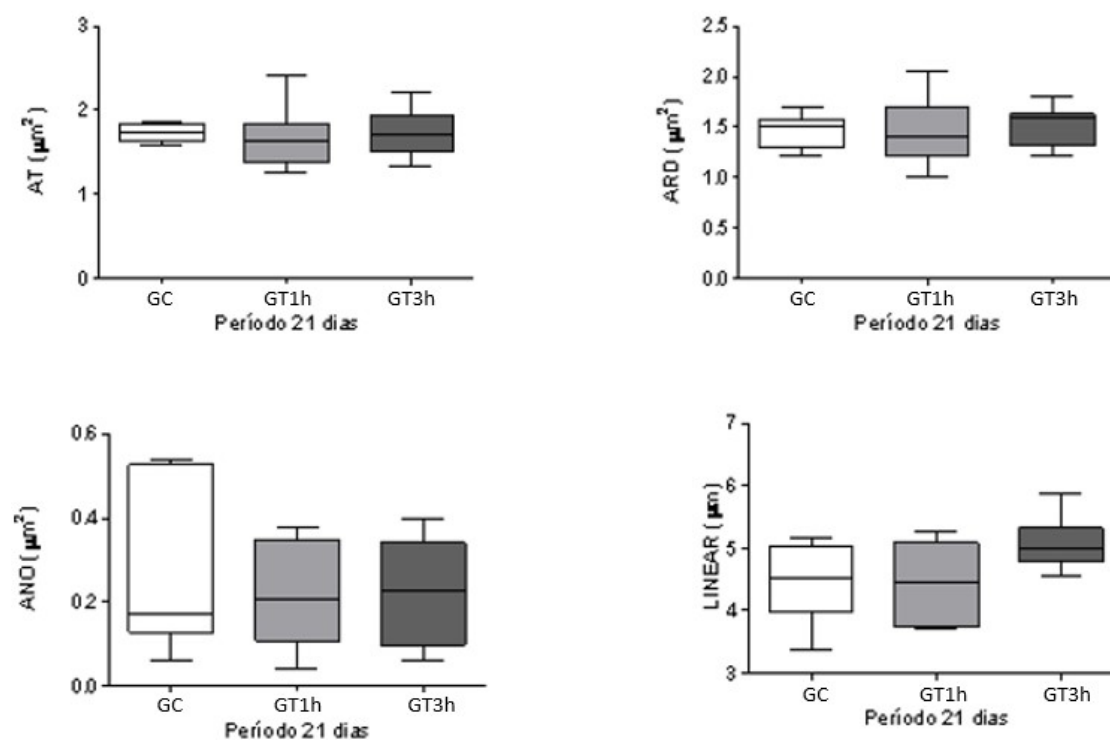 3
2
1
0
AT (μm²)
GC GT1h GT3h
Período 21 dias
2.5
2.0
1.5
1.0
0.5
0.0
ARD (μm²)
GC GT1h GT3h
Período 21 dias
0.6
0.4
0.2
0.0
ANO (μm²)
GC GT1h GT3h
Período 21 dias
7
6
5
4
3
LINEAR (μm)
GC GT1h GT3h
Período 21 dias